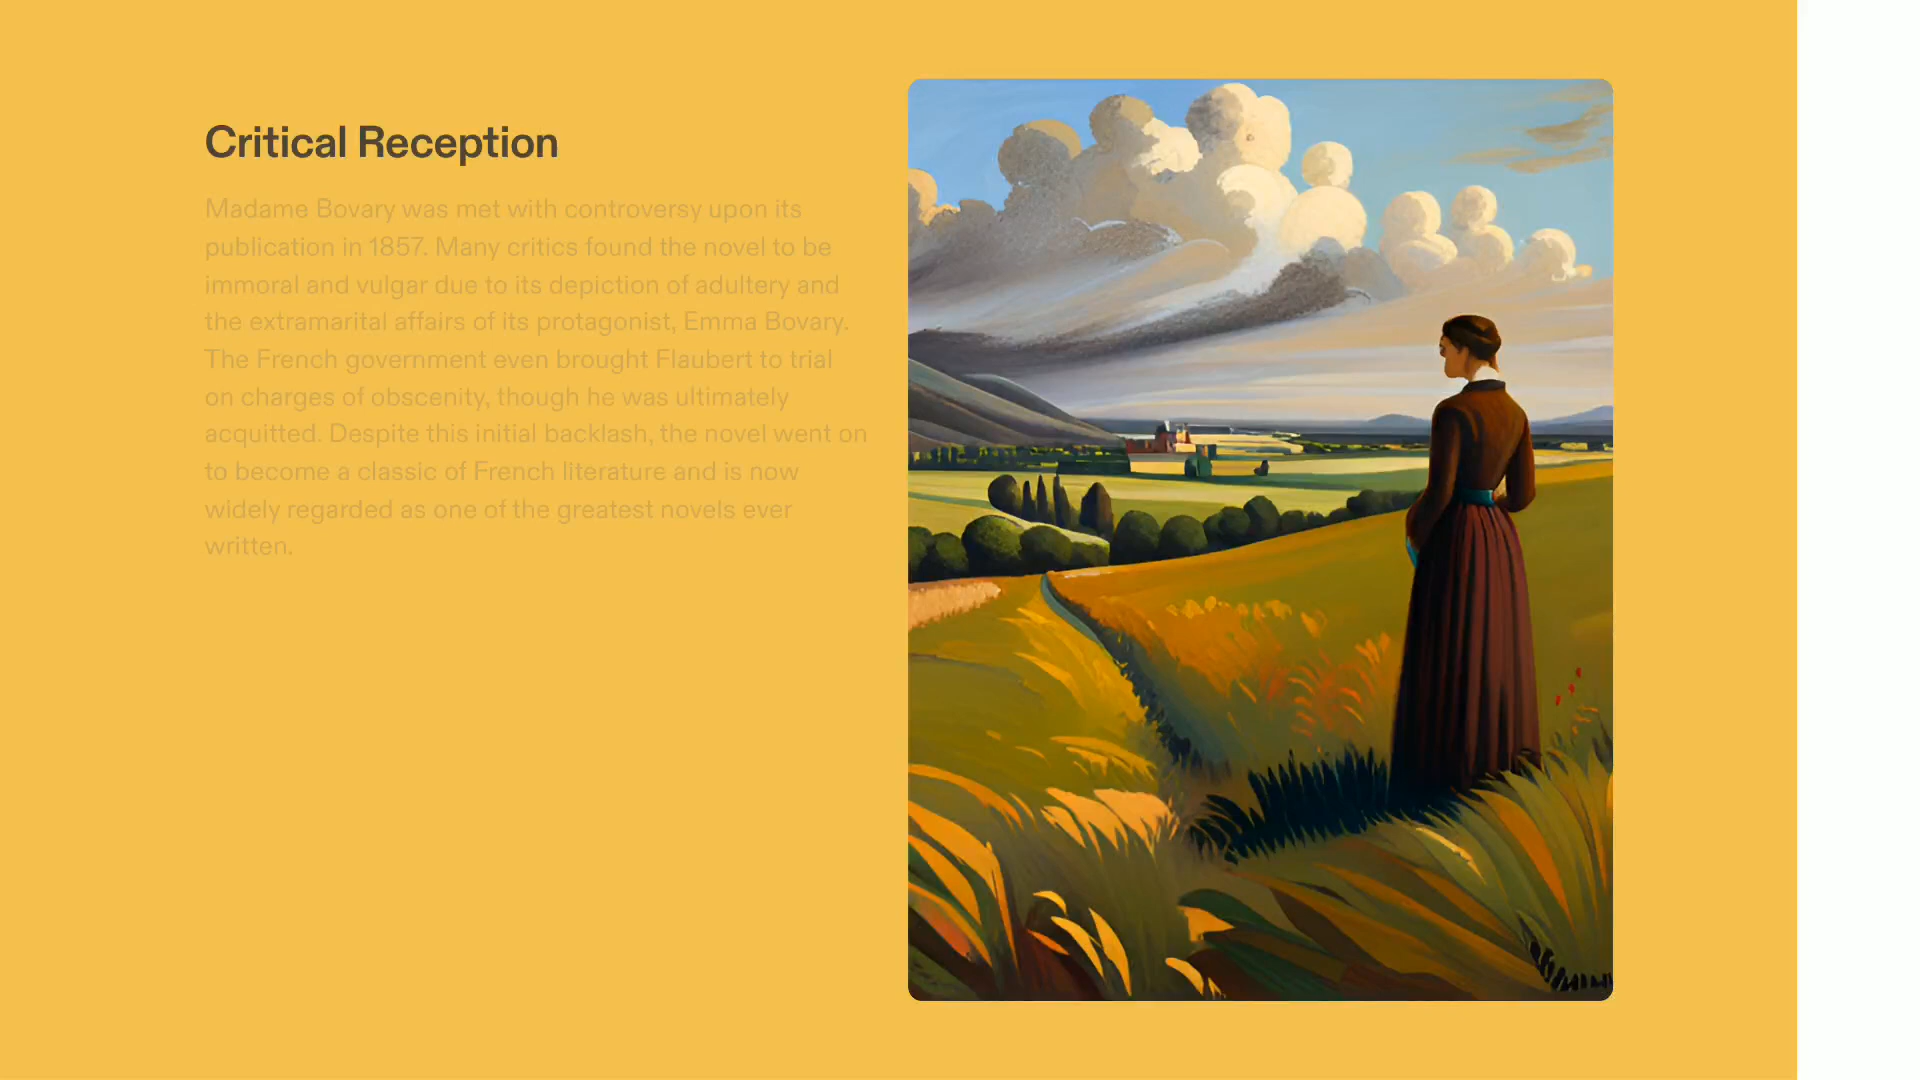 Critical Reception
Madame Bovary was met with controversy upon its
publication in 1857. Many critics found the novel to be
immoral and vulgar due to its depiction of adultery and
the extramarital affairs of its protagonist, Emma Bovary.
The French government even brought Flaubert to trial
on charges of obscenity, though he was ultimately
acquitted. Despite this initial backlash, the novel went on
to become a classic of French literature and is now
widely regarded as one of the greatest novels ever
written.